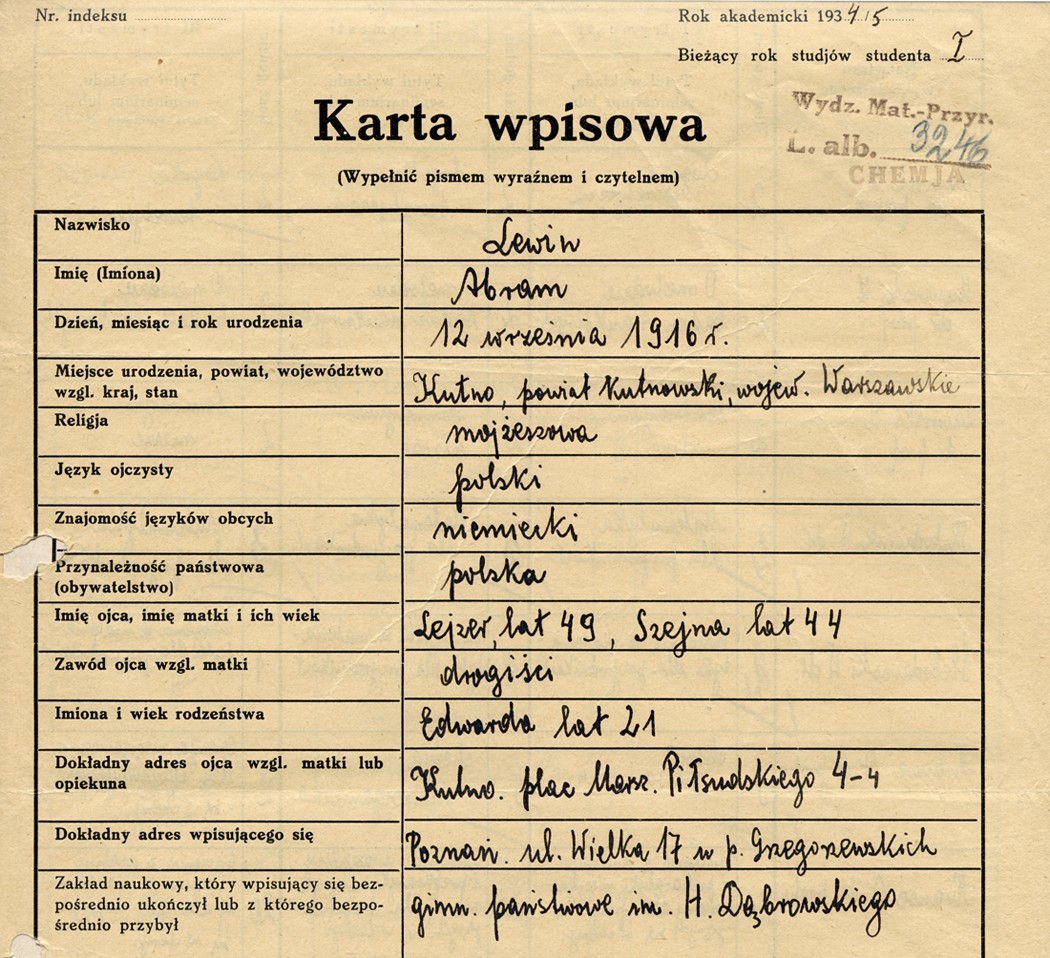 Nr. indeksu
Rok akademicki 1934/5
Bieżący rok studjów studenta I
Karta wpisowa
Wydz. Mat.-Przyr.
L. alb. 3246
CHEMJA
(Wypełnić pismem wyraźnem i czytelnem)
Nazwisko
Lewin
Imię (Imiona)
Abram
Dzień, miesiąc i rok urodzenia
12 września 1916 r.
Miejsce urodzenia, powiat, województwo
wzgl. kraj, stan
Kutno, powiat kutnowski, wojew. Warszawskie
Religja
mojżeszowa
Język ojczysty
polski
Znajomość języków obcych
niemiecki
Przynależność państwowa
(obywatelstwo)
polska
Imię ojca, imię matki i ich wiek
Lejzer, lat 49, Szejna lat 44
Zawód ojca wzgl. matki
drogiści
Imiona i wiek rodzeństwa
Edwarda lat 21
Dokładny adres ojca wzgl. matki lub
opiekuna
Kutno. plac Marsz. Piłsudskiego 4-4
Dokładny adres wpisującego się
Poznań. ul. Wielka 17 u p. Grzegorzewskich
Zakład naukowy, który wpisujący się bez-
pośrednio ukończył lub z którego bezpo-
średnio przybył
gimn. państwowe im. H. Dąbrowskiego